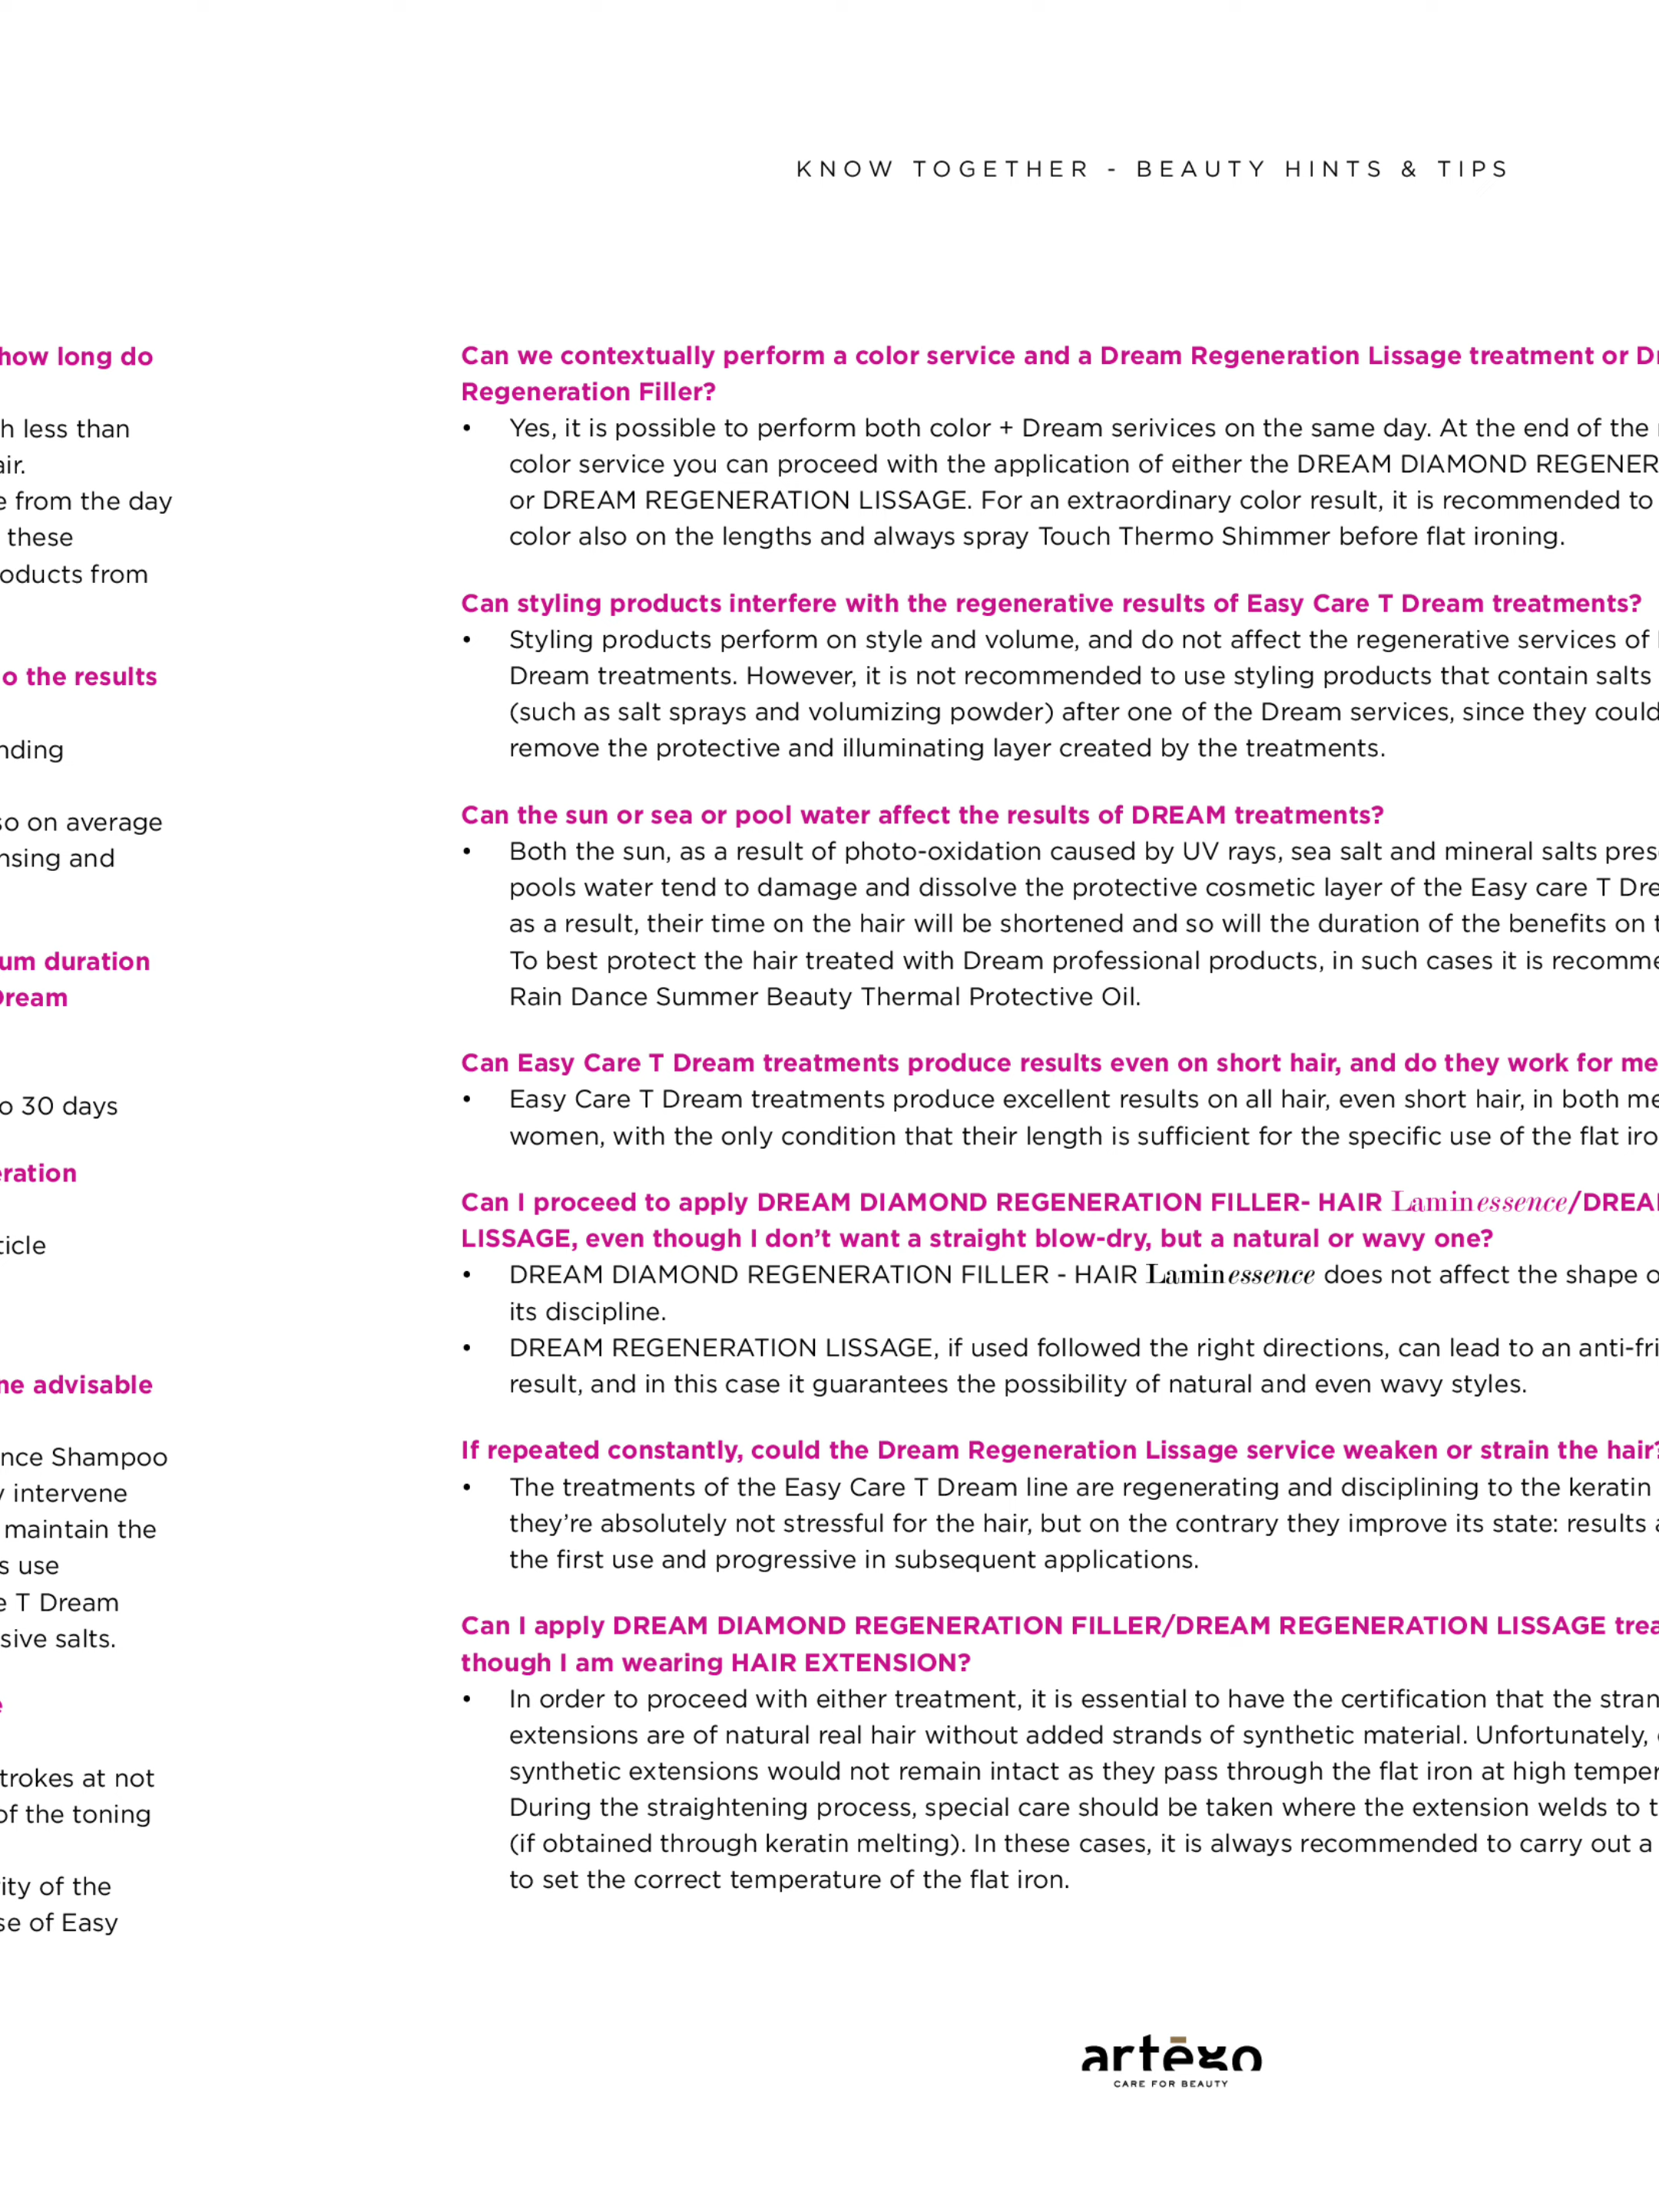 KNOW TOGETHER - BEAUTY HINTS & TIPS
how long do
h less than
air.
e from the day
these
oducts from
o the results
nding
so on average
nsing and
um duration
Dream
o 30 days
eration
ticle
ne advisable
nce Shampoo
y intervene
maintain the
s use
e T Dream
sive salts.
e
trokes at not
of the toning
ity of the
se of Easy
Can we contextually perform a color service and a Dream Regeneration Lissage treatment or Dr
Regeneration Filler?
• Yes, it is possible to perform both color + Dream serivices on the same day. At the end of the
color service you can proceed with the application of either the DREAM DIAMOND REGENER
or DREAM REGENERATION LISSAGE. For an extraordinary color result, it is recommended to
color also on the lengths and always spray Touch Thermo Shimmer before flat ironing.
Can styling products interfere with the regenerative results of Easy Care T Dream treatments?
• Styling products perform on style and volume, and do not affect the regenerative services of
Dream treatments. However, it is not recommended to use styling products that contain salts
(such as salt sprays and volumizing powder) after one of the Dream services, since they could
remove the protective and illuminating layer created by the treatments.
Can the sun or sea or pool water affect the results of DREAM treatments?
• Both the sun, as a result of photo-oxidation caused by UV rays, sea salt and mineral salts pres
pools water tend to damage and dissolve the protective cosmetic layer of the Easy care T Dre
as a result, their time on the hair will be shortened and so will the duration of the benefits on t
To best protect the hair treated with Dream professional products, in such cases it is recomme
Rain Dance Summer Beauty Thermal Protective Oil.
Can Easy Care T Dream treatments produce results even on short hair, and do they work for me
• Easy Care T Dream treatments produce excellent results on all hair, even short hair, in both me
women, with the only condition that their length is sufficient for the specific use of the flat iro
Can I proceed to apply DREAM DIAMOND REGENERATION FILLER- HAIR Laminessence/DREA
LISSAGE, even though I don't want a straight blow-dry, but a natural or wavy one?
• DREAM DIAMOND REGENERATION FILLER - HAIR Laminessence does not affect the shape o
its discipline.
• DREAM REGENERATION LISSAGE, if used followed the right directions, can lead to an anti-fri
result, and in this case it guarantees the possibility of natural and even wavy styles.
If repeated constantly, could the Dream Regeneration Lissage service weaken or strain the hair?
• The treatments of the Easy Care T Dream line are regenerating and disciplining to the keratin
they're absolutely not stressful for the hair, but on the contrary they improve its state: results a
the first use and progressive in subsequent applications.
Can I apply DREAM DIAMOND REGENERATION FILLER/DREAM REGENERATION LISSAGE trea
though I am wearing HAIR EXTENSION?
• In order to proceed with either treatment, it is essential to have the certification that the stran
extensions are of natural real hair without added strands of synthetic material. Unfortunately,
synthetic extensions would not remain intact as they pass through the flat iron at high temper
During the straightening process, special care should be taken where the extension welds to t
(if obtained through keratin melting). In these cases, it is always recommended to carry out a
to set the correct temperature of the flat iron.
artēgo
CARE FOR BEAUTY